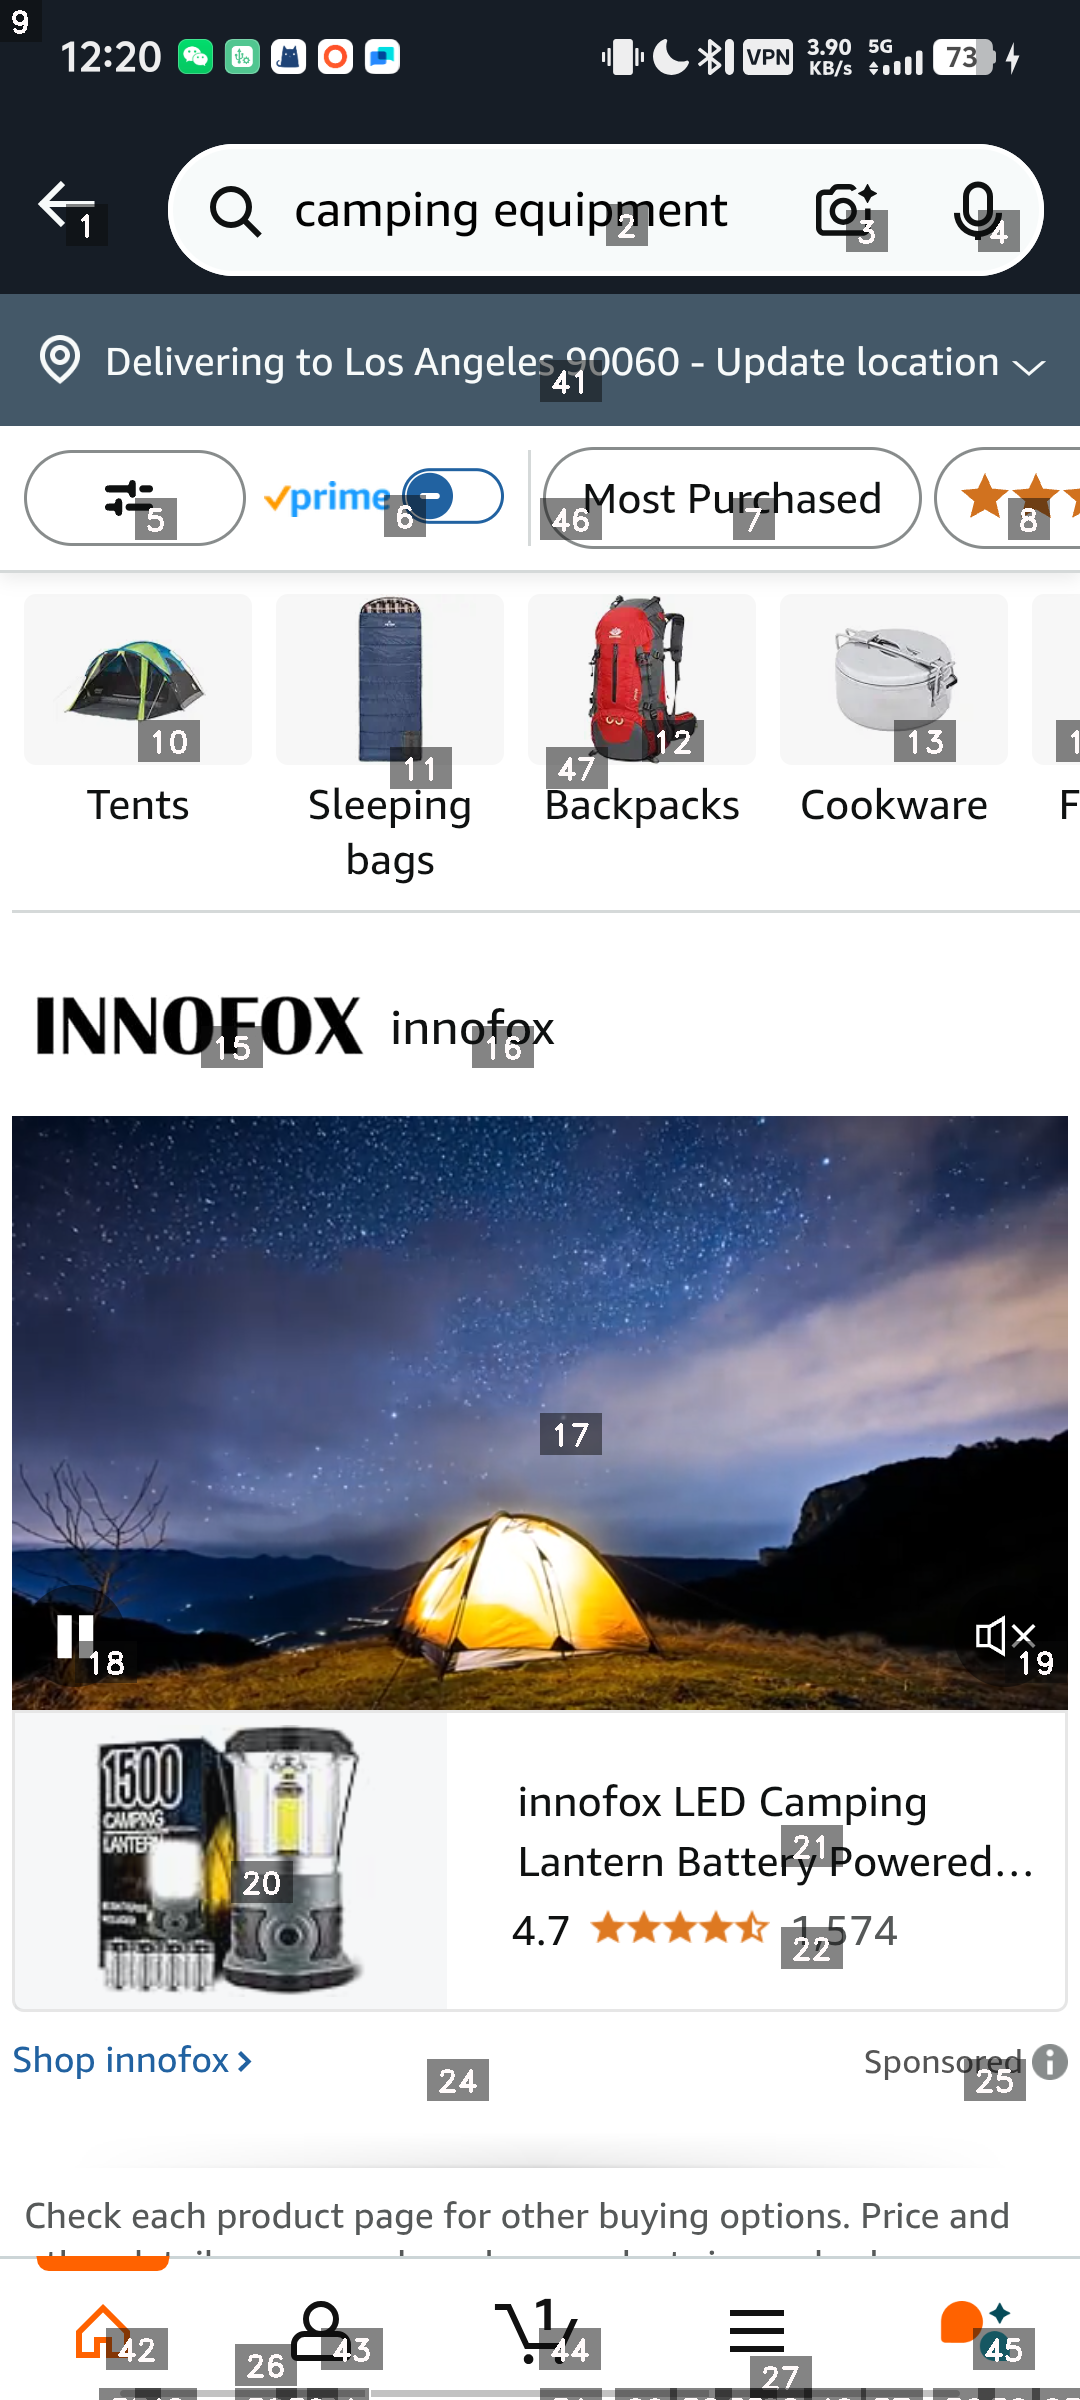 12:20
VPN
3.90 KB/s
5G
73
camping equipment
Delivering to Los Angeles 90060 - Update location
prime
Most Purchased
Tents
Sleeping bags
Backpacks
Cookware
F
INNOFOX
innofox
1500
CAMPING
LANTERN
innofox LED Camping
Lantern Battery Powered...
4.7
1,574
Shop innofox
Sponsored
Check each product page for other buying options. Price and
1
1
2
3
4
5
6
7
8
9
10
11
12
13
15
16
17
18
19
20
21
22
24
25
26
27
41
42
43
44
45
46
47